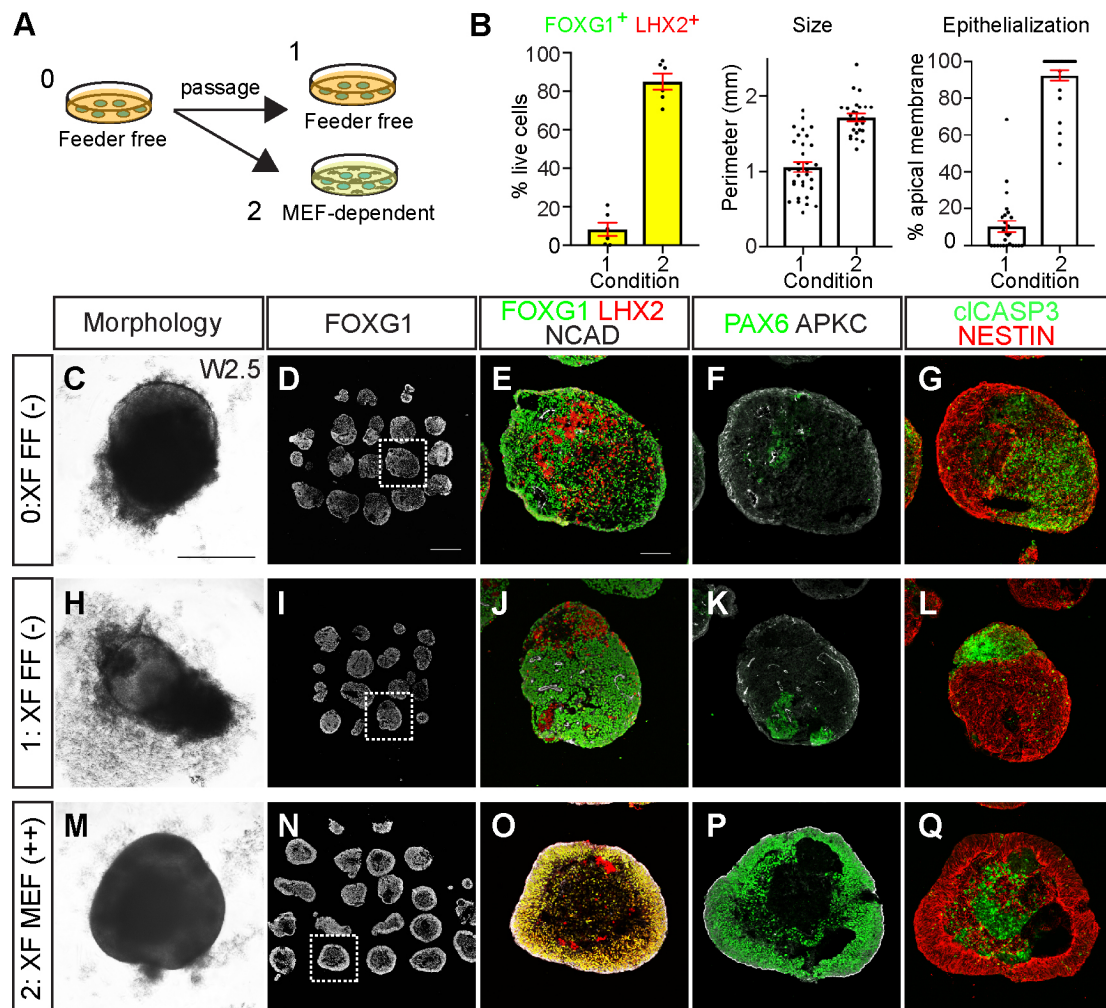 A
0
1
passage
Feeder free
Feeder free
2
MEF-dependent
B
FOXG1+ LHX2+
Size
Epithelialization
% live cells
100
80
60
40
20
0
1 2
Condition
Perimeter (mm)
2
1
0
1 2
Condition
% apical membrane
100
80
60
40
20
0
1 2
Condition
Morphology
FOXG1
FOXG1 LHX2
NCAD
PAX6 APKC
clCASP3
NESTIN
0:XF FF (-)
C
W2.5
D
E
F
G
1: XF FF (-)
H
I
J
K
L
2: XF MEF (++)
M
N
O
P
Q